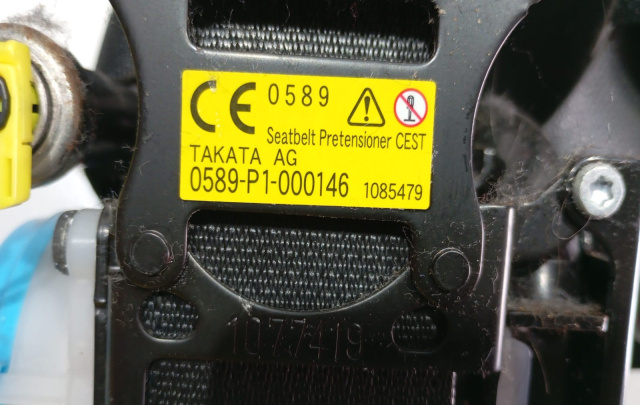 CE 0589
Seatbelt Pretensioner CEST
TAKATA AG
0589-P1-000146 1085479
1077419